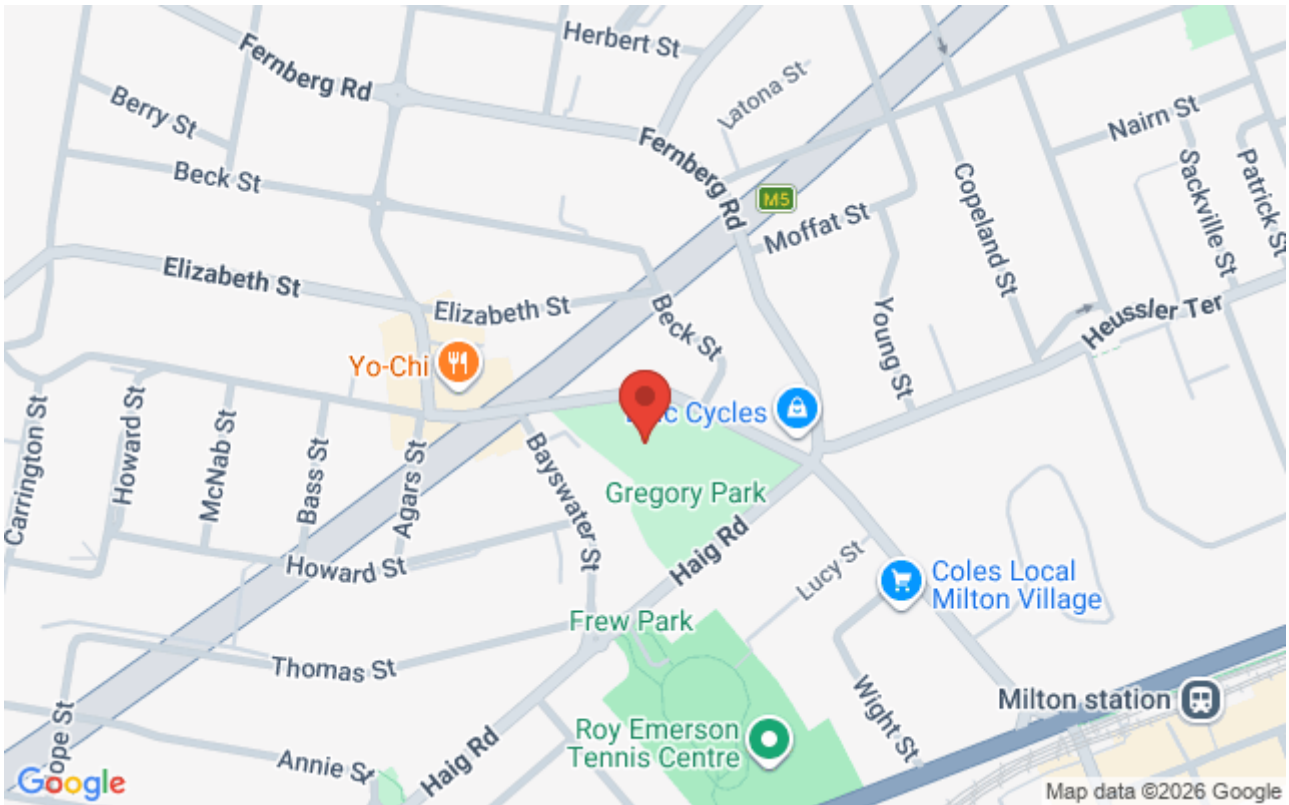 Herbert St
Fernberg Rd
Latona St
Berry St
Nairn St
Fernberg Rd
Beck St
M5
Copeland St
Sackville St
Patrick St
Moffat St
Elizabeth St
Elizabeth St
Beck St
Young St
Heussler Ter
Yo-Chi
Cycles
Carrington St
Howard St
McNab St
Bass St
Agars St
Bayswater St
Gregory Park
Haig Rd
Howard St
Lucy St
Coles Local
Milton Village
Frew Park
Thomas St
Wight St
Milton station
Roy Emerson
Tennis Centre
Haig Rd
Annie St
Google
Map data ©2026 Google